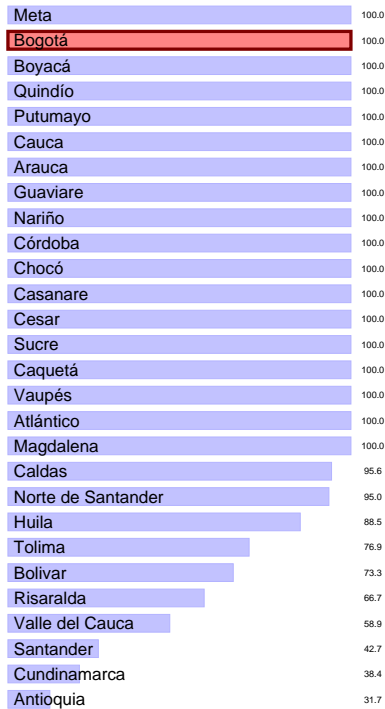 Meta 100.0
Bogotá 100.0
Boyacá 100.0
Quindío 100.0
Putumayo 100.0
Cauca 100.0
Arauca 100.0
Guaviare 100.0
Nariño 100.0
Córdoba 100.0
Chocó 100.0
Casanare 100.0
Cesar 100.0
Sucre 100.0
Caquetá 100.0
Vaupés 100.0
Atlántico 100.0
Magdalena 100.0
Caldas 95.6
Norte de Santander 95.0
Huila 88.5
Tolima 76.9
Bolivar 73.3
Risaralda 66.7
Valle del Cauca 58.9
Santander 42.7
Cundinamarca 38.4
Antioquia 31.7